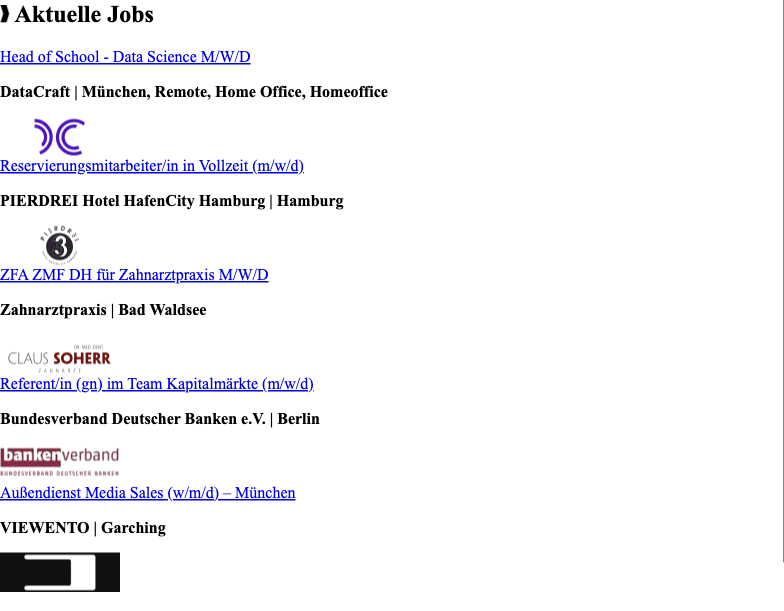 ❫ Aktuelle Jobs
Head of School - Data Science M/W/D
DataCraft | München, Remote, Home Office, Homeoffice
Reservierungsmitarbeiter/in in Vollzeit (m/w/d)
PIERDREI Hotel HafenCity Hamburg | Hamburg
PIERDREI
3
ZFA ZMF DH für Zahnarztpraxis M/W/D
Zahnarztpraxis | Bad Waldsee
DR. MED. DENT.
CLAUS SOHERR
ZAHNARZT
Referent/in (gn) im Team Kapitalmärkte (m/w/d)
Bundesverband Deutscher Banken e.V. | Berlin
bankenverband
BUNDESVERBAND DEUTSCHER BANKEN
Außendienst Media Sales (w/m/d) – München
VIEWENTO | Garching